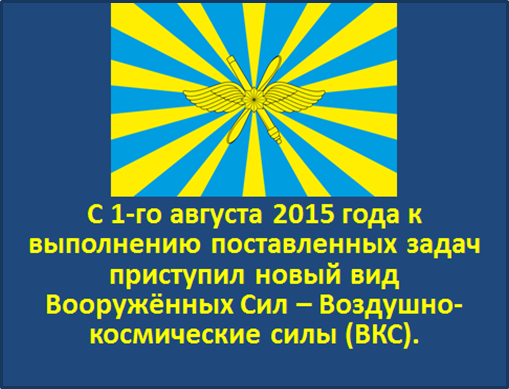 С 1-го августа 2015 года к
выполнению поставленных задач
приступил новый вид
Вооружённых Сил – Воздушно-
космические силы (ВКС).